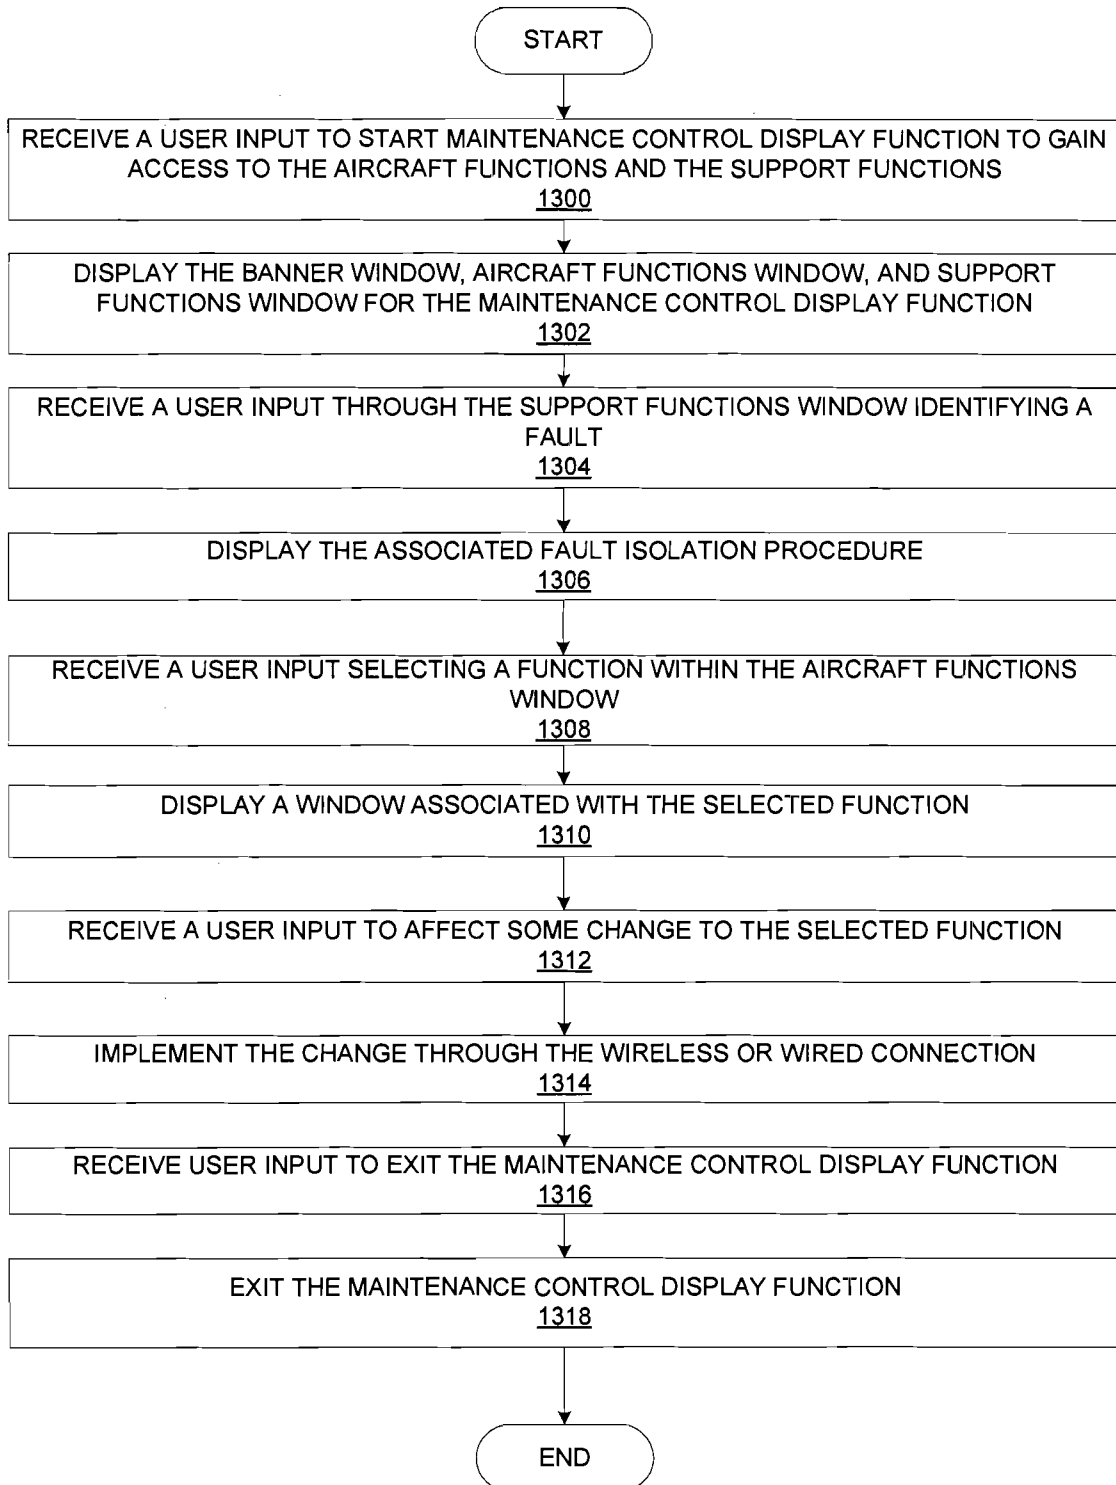 START
RECEIVE A USER INPUT TO START MAINTENANCE CONTROL DISPLAY FUNCTION TO GAIN
ACCESS TO THE AIRCRAFT FUNCTIONS AND THE SUPPORT FUNCTIONS
1300
DISPLAY THE BANNER WINDOW, AIRCRAFT FUNCTIONS WINDOW, AND SUPPORT
FUNCTIONS WINDOW FOR THE MAINTENANCE CONTROL DISPLAY FUNCTION
1302
RECEIVE A USER INPUT THROUGH THE SUPPORT FUNCTIONS WINDOW IDENTIFYING A
FAULT
1304
DISPLAY THE ASSOCIATED FAULT ISOLATION PROCEDURE
1306
RECEIVE A USER INPUT SELECTING A FUNCTION WITHIN THE AIRCRAFT FUNCTIONS
WINDOW
1308
DISPLAY A WINDOW ASSOCIATED WITH THE SELECTED FUNCTION
1310
RECEIVE A USER INPUT TO AFFECT SOME CHANGE TO THE SELECTED FUNCTION
1312
IMPLEMENT THE CHANGE THROUGH THE WIRELESS OR WIRED CONNECTION
1314
RECEIVE USER INPUT TO EXIT THE MAINTENANCE CONTROL DISPLAY FUNCTION
1316
EXIT THE MAINTENANCE CONTROL DISPLAY FUNCTION
1318
END